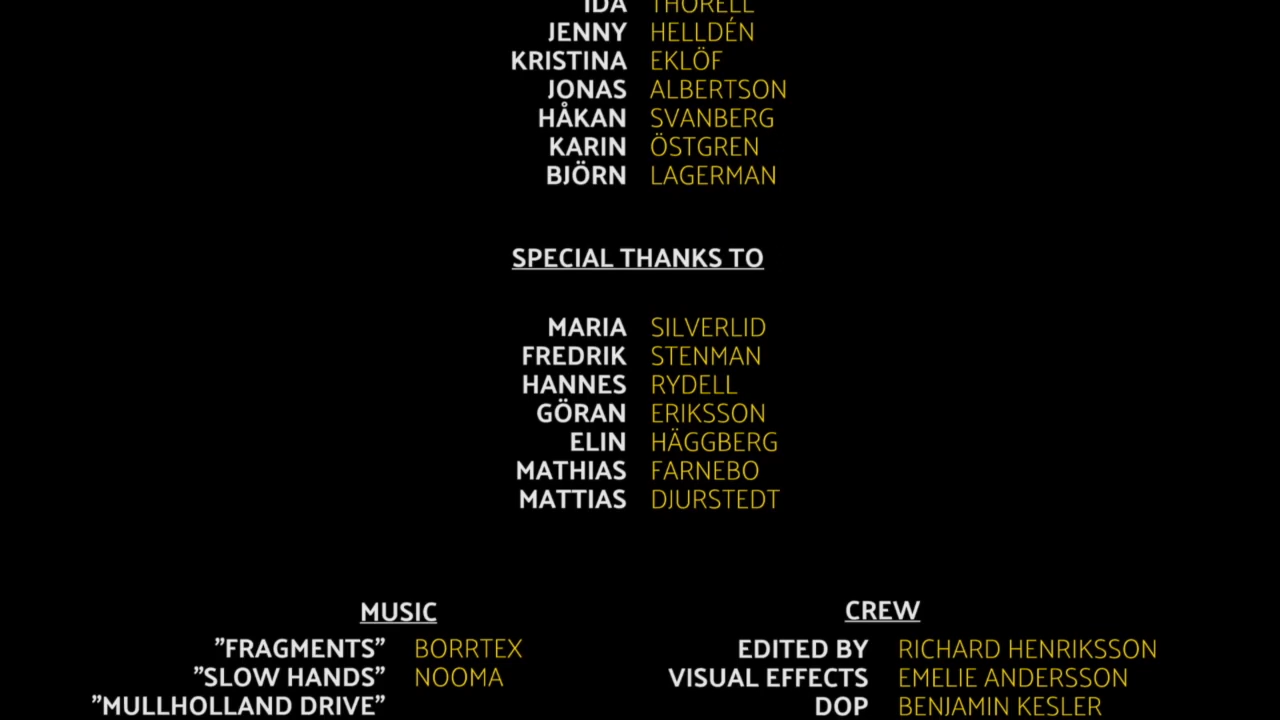 IDA THORELL
JENNY HELLDÉN
KRISTINA EKLÖF
JONAS ALBERTSON
HÅKAN SVANBERG
KARIN ÖSTGREN
BJÖRN LAGERMAN
SPECIAL THANKS TO
MARIA SILVERLID
FREDRIK STENMAN
HANNES RYDELL
GÖRAN ERIKSSON
ELIN HÄGGBERG
MATHIAS FARNEBO
MATTIAS DJURSTEDT
MUSIC
”FRAGMENTS” BORRTEX
”SLOW HANDS” NOOMA
”MULLHOLLAND DRIVE”
CREW
EDITED BY RICHARD HENRIKSSON
VISUAL EFFECTS EMELIE ANDERSSON
DOP BENJAMIN KESLER